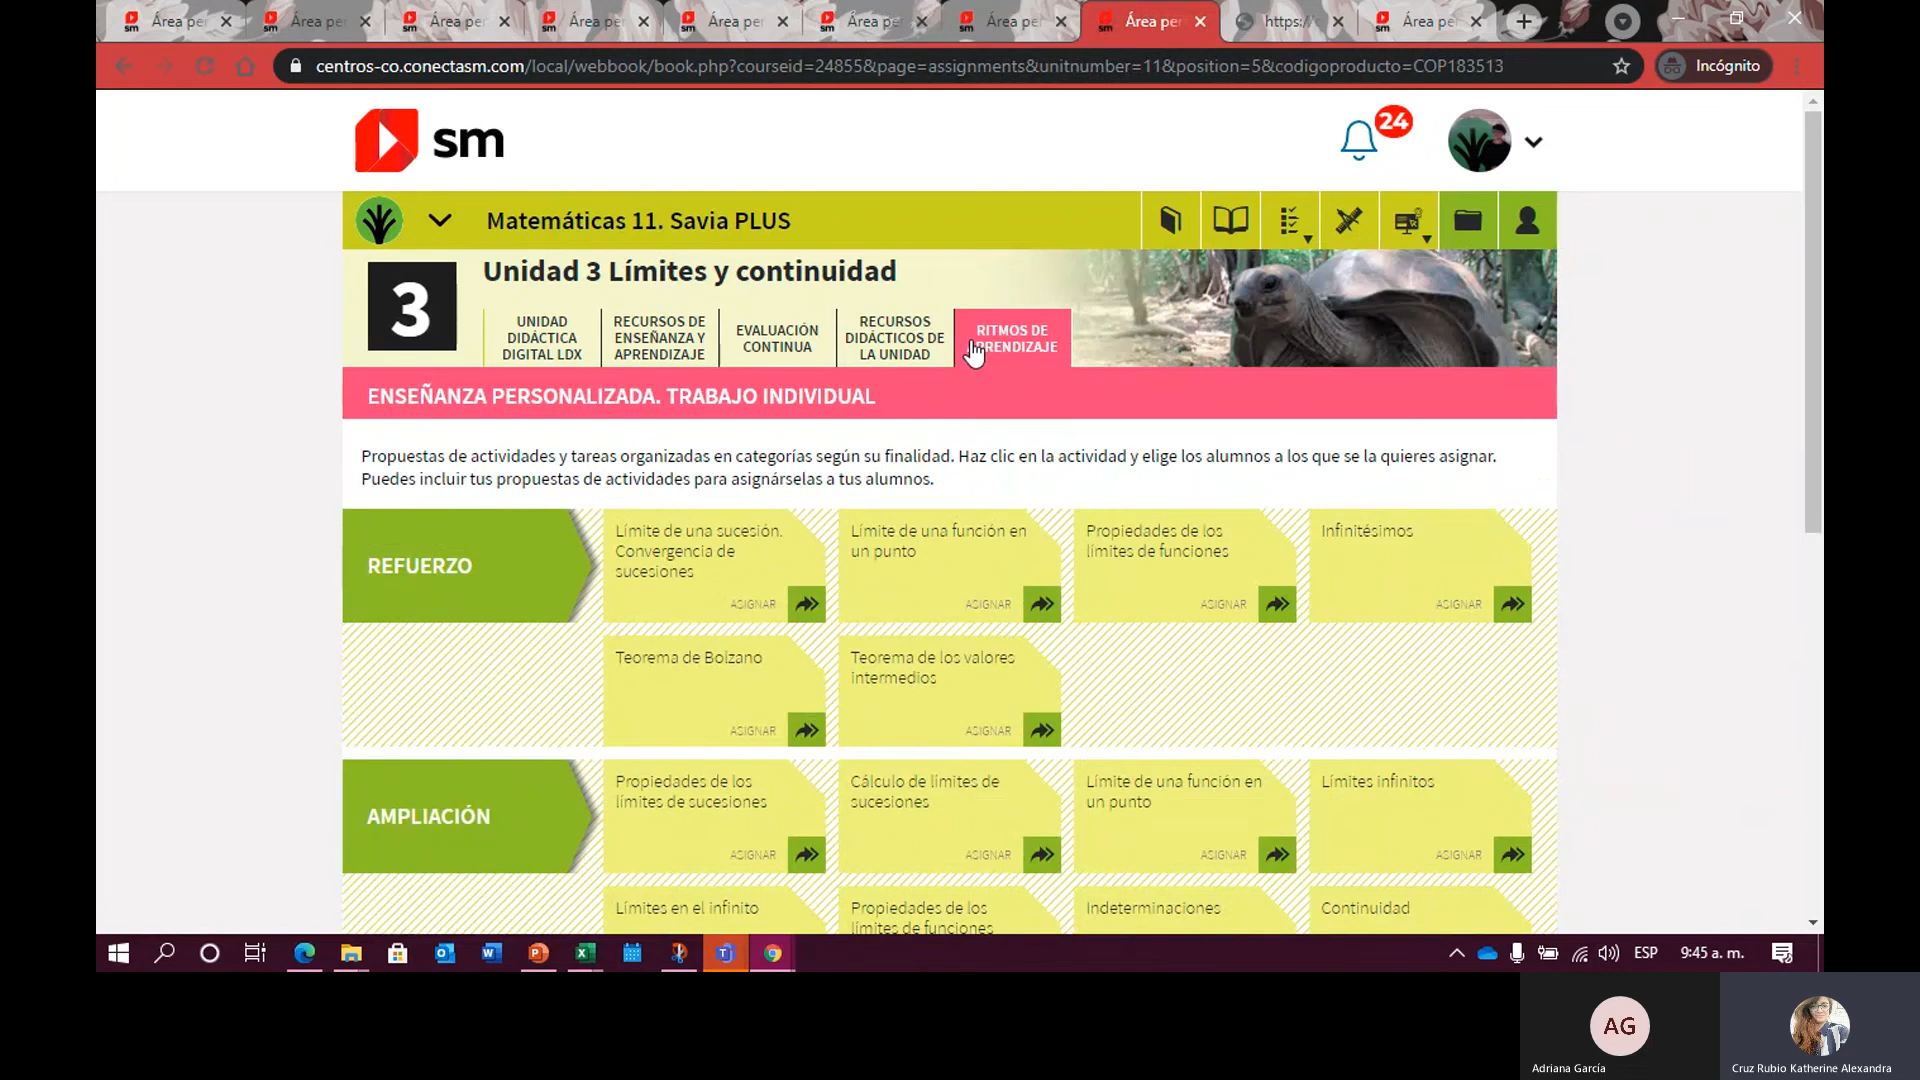 Área per
Área per
Área per
Área per
Área per
Área per
Área per
Área per
https://
Área per
centros-co.conectasm.com/local/webbook/book.php?courseid=24855&page=assignments&unitnumber=11&position=5&codigoproducto=COP183513
Incógnito
sm
24
Matemáticas 11. Savia PLUS
3
Unidad 3 Límites y continuidad
UNIDAD
DIDÁCTICA
DIGITAL LDX
RECURSOS DE
ENSEÑANZA Y
APRENDIZAJE
EVALUACIÓN
CONTINUA
RECURSOS
DIDÁCTICOS DE
LA UNIDAD
RITMOS DE
APRENDIZAJE
ENSEÑANZA PERSONALIZADA. TRABAJO INDIVIDUAL
Propuestas de actividades y tareas organizadas en categorías según su finalidad. Haz clic en la actividad y elige los alumnos a los que se la quieres asignar.
Puedes incluir tus propuestas de actividades para asignárselas a tus alumnos.
REFUERZO
Límite de una sucesión.
Convergencia de
sucesiones
ASIGNAR
Límite de una función en
un punto
ASIGNAR
Propiedades de los
límites de funciones
ASIGNAR
Infinitésimos
ASIGNAR
Teorema de Bolzano
ASIGNAR
Teorema de los valores
intermedios
ASIGNAR
AMPLIACIÓN
Propiedades de los
límites de sucesiones
ASIGNAR
Cálculo de límites de
sucesiones
ASIGNAR
Límite de una función en
un punto
ASIGNAR
Límites infinitos
ASIGNAR
Límites en el infinito
Propiedades de los
límites de funciones
Indeterminaciones
Continuidad
ESP
9:45 a. m.
AG
Adriana García
Cruz Rubio Katherine Alexandra